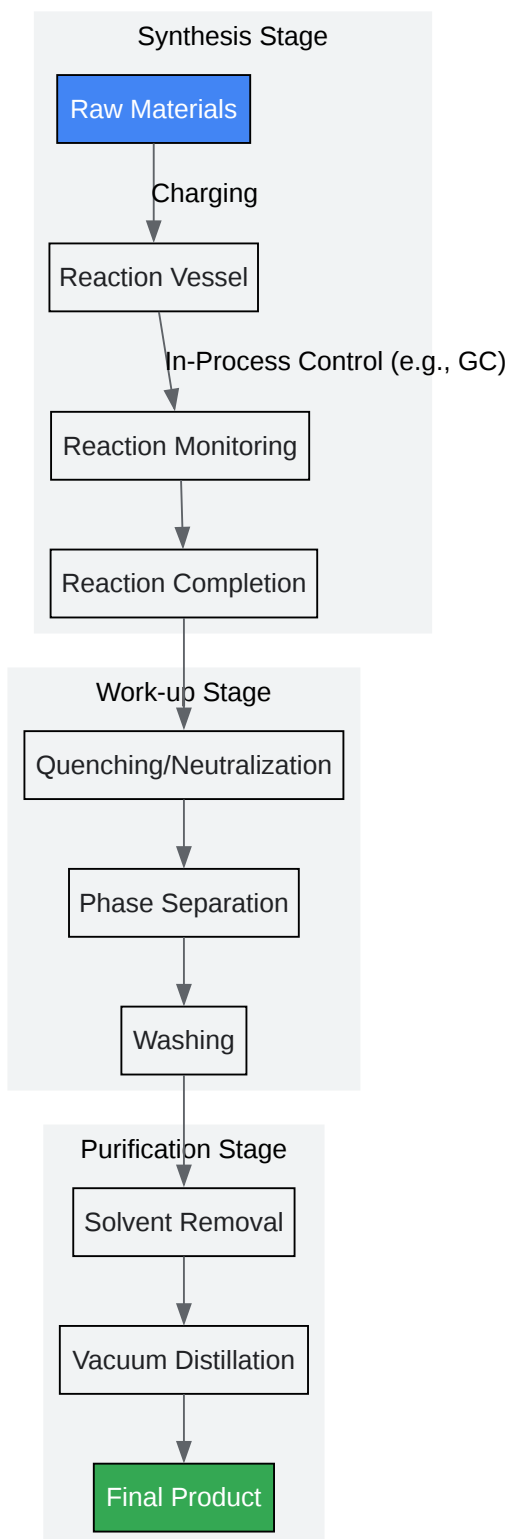 Synthesis Stage
Raw Materials
Charging
Reaction Vessel
In-Process Control (e.g., GC)
Reaction Monitoring
Reaction Completion
Work-up Stage
Quenching/Neutralization
Phase Separation
Washing
Purification Stage
Solvent Removal
Vacuum Distillation
Final Product